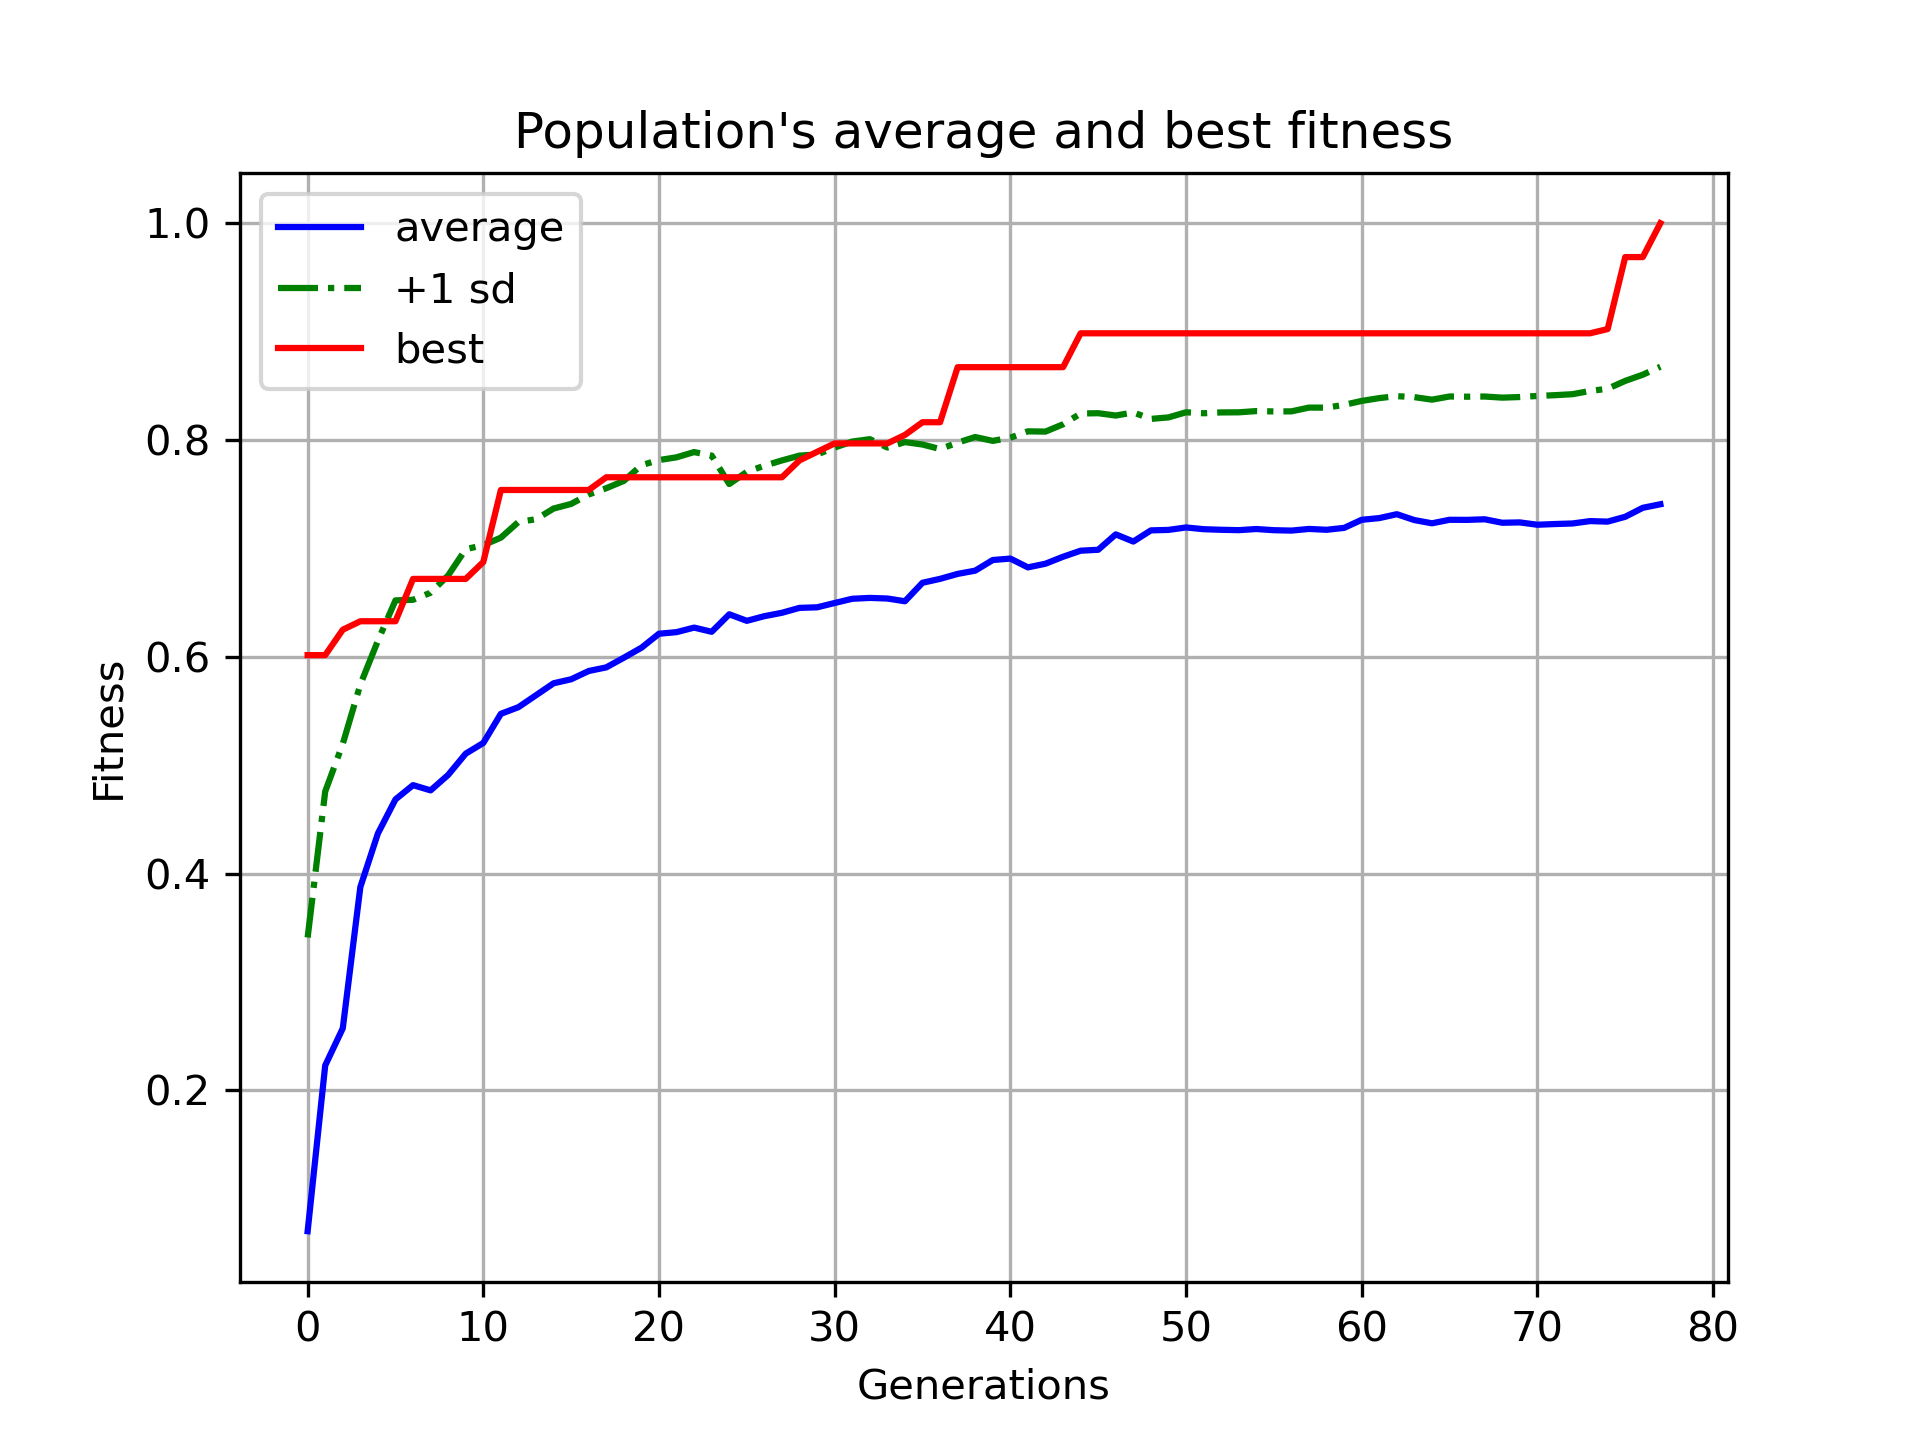 Population's average and best fitness
average
+1 sd
best
1.0
0.8
0.6
0.4
0.2
Fitness
0 10 20 30 40 50 60 70 80
Generations